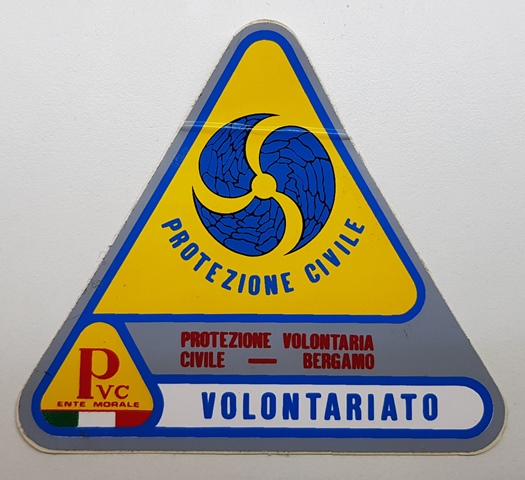 PROTEZIONE CIVILE
PROTEZIONE VOLONTARIA
CIVILE — BERGAMO
PVC
ENTE MORALE
VOLONTARIATO